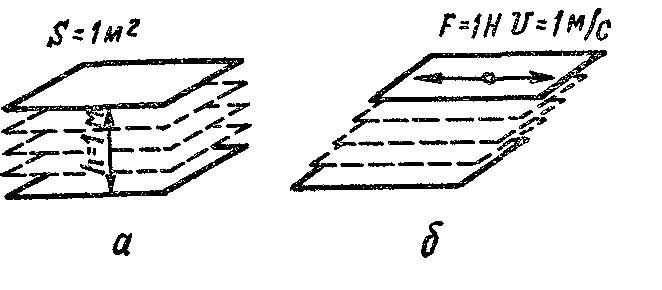 S = 1м²
F = 1Н υ = 1м/с
а
б